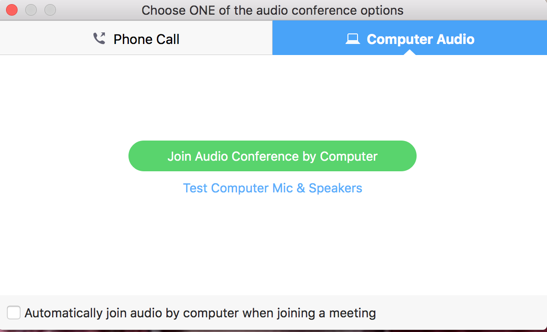 Choose ONE of the audio conference options
Phone Call
Computer Audio
Join Audio Conference by Computer
Test Computer Mic & Speakers
Automatically join audio by computer when joining a meeting